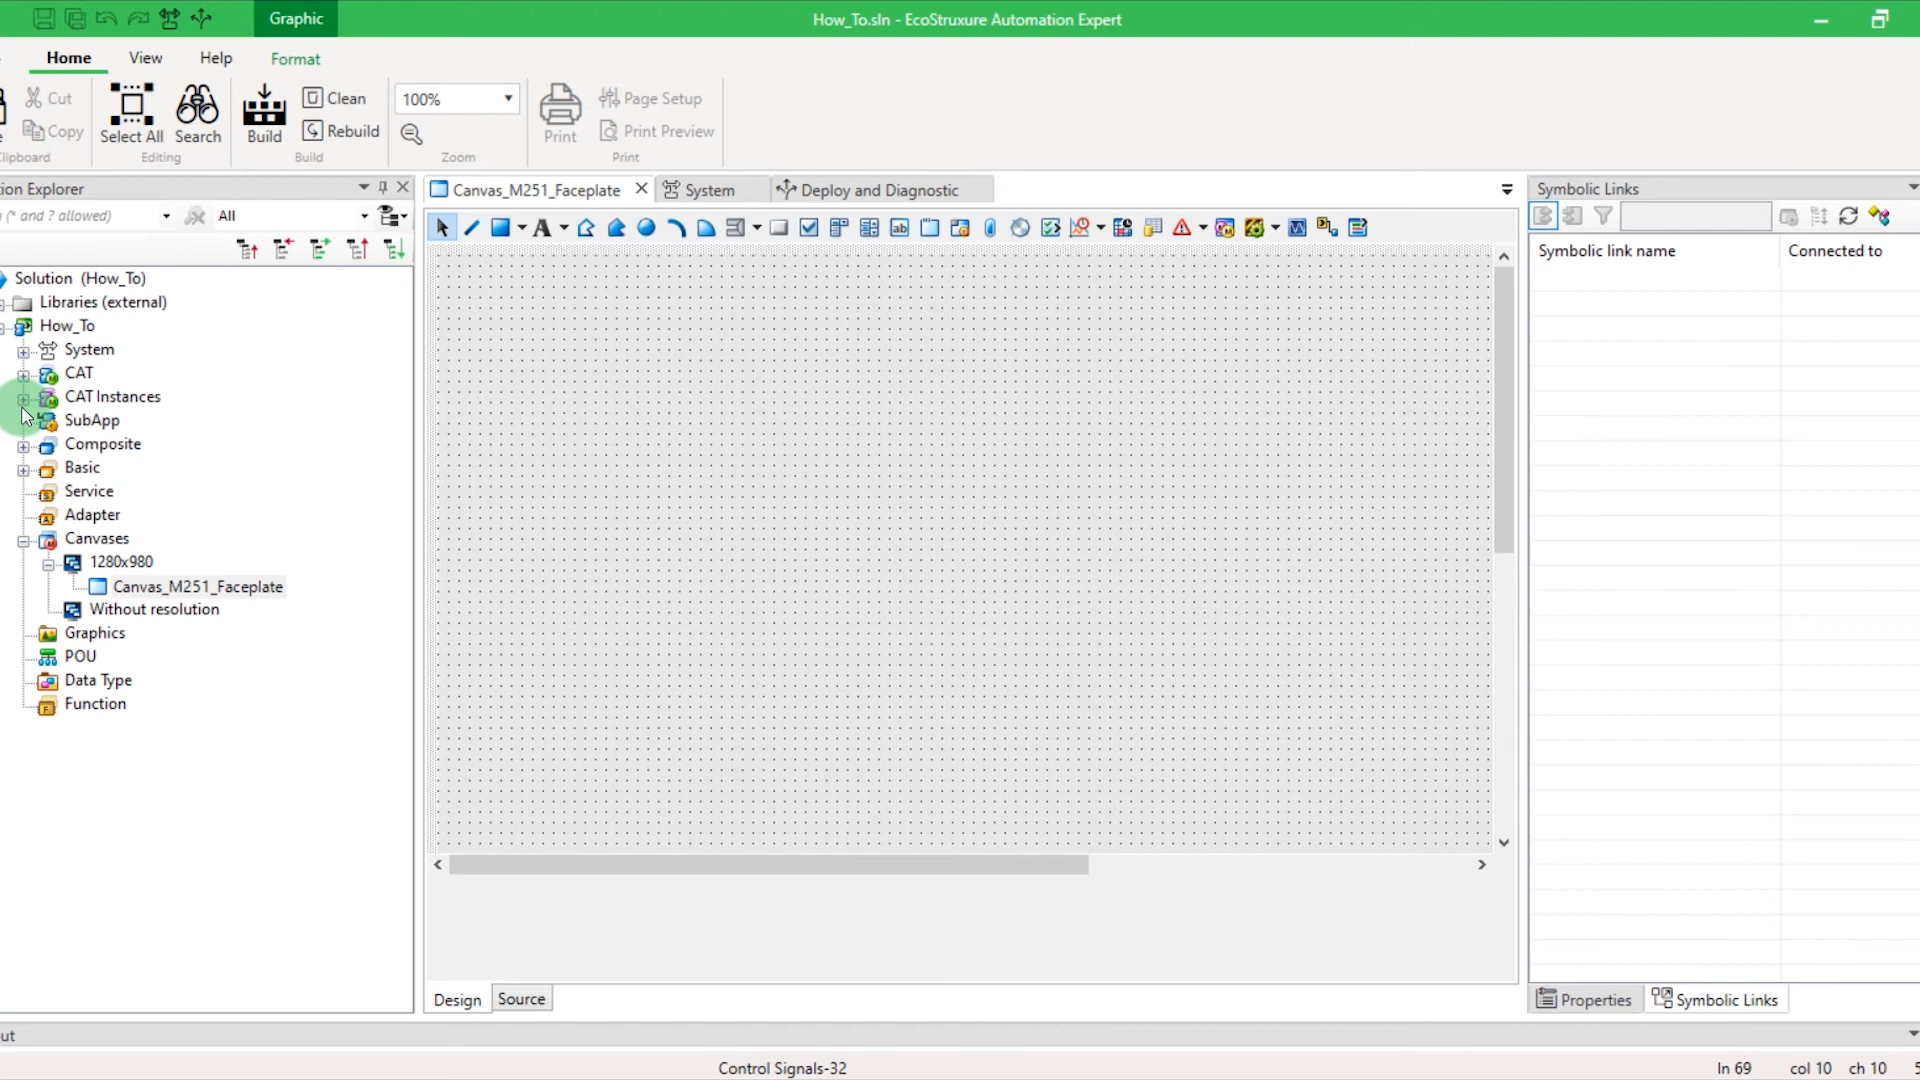 Graphic
How_To.sln - EcoStruxure Automation Expert
Home View Help Format
Cut
Copy
Select All
Search
Editing
Build
Clean
Rebuild
Build
100%
Zoom
Print
Page Setup
Print Preview
Print
ion Explorer
(* and ? allowed)
All
Solution (How_To)
Libraries (external)
How_To
System
CAT
CAT Instances
SubApp
Composite
Basic
Service
Adapter
Canvases
1280x980
Canvas_M251_Faceplate
Without resolution
Graphics
POU
Data Type
Function
Canvas_M251_Faceplate
System
Deploy and Diagnostic
Design
Source
Symbolic Links
Symbolic link name Connected to
Properties
Symbolic Links
ut
Control Signals-32
ln 69 col 10 ch 10